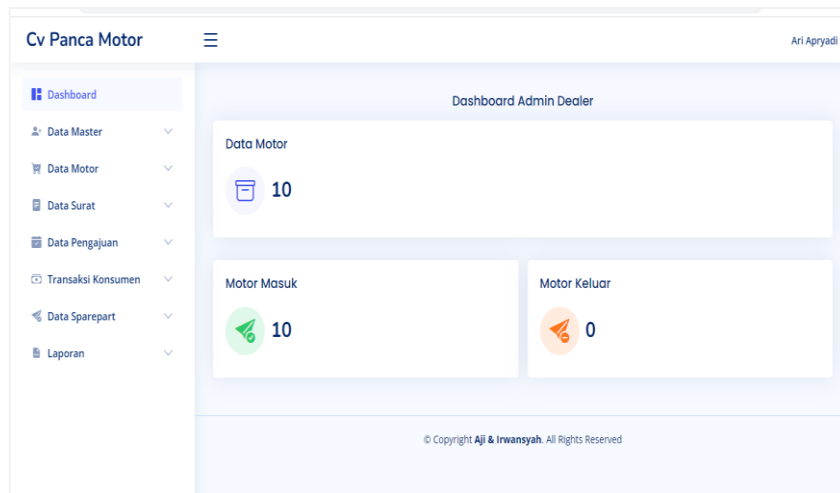 Cv Panca Motor
Ari Apryadi
Dashboard
Data Master
Data Motor
Data Surat
Data Pengajuan
Transaksi Konsumen
Data Sparepart
Laporan
Dashboard Admin Dealer
Data Motor
10
Motor Masuk
10
Motor Keluar
0
© Copyright Aji & Irwansyah. All Rights Reserved